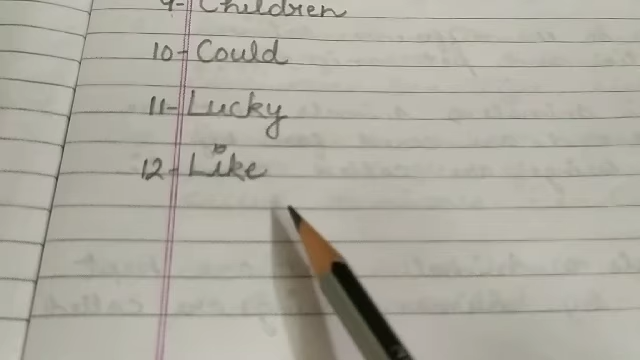 9- Children
10- Could
11- Lucky
12- Like